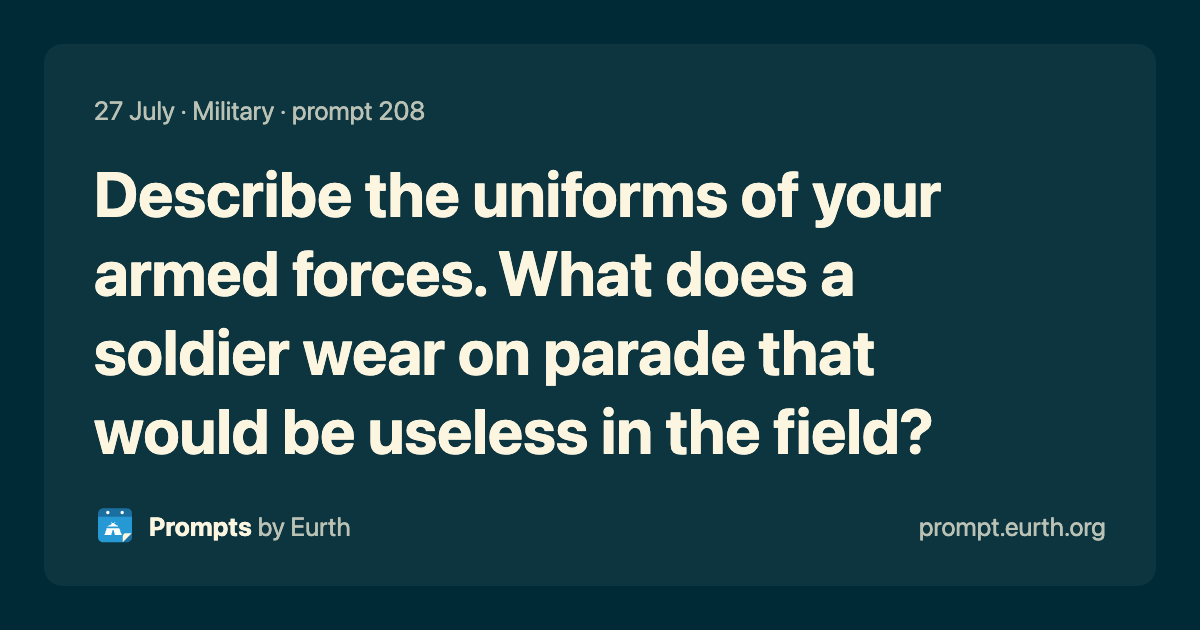 27 July · Military · prompt 208
Describe the uniforms of your
armed forces. What does a
soldier wear on parade that
would be useless in the field?
Prompts by Eurth
prompt.eurth.org